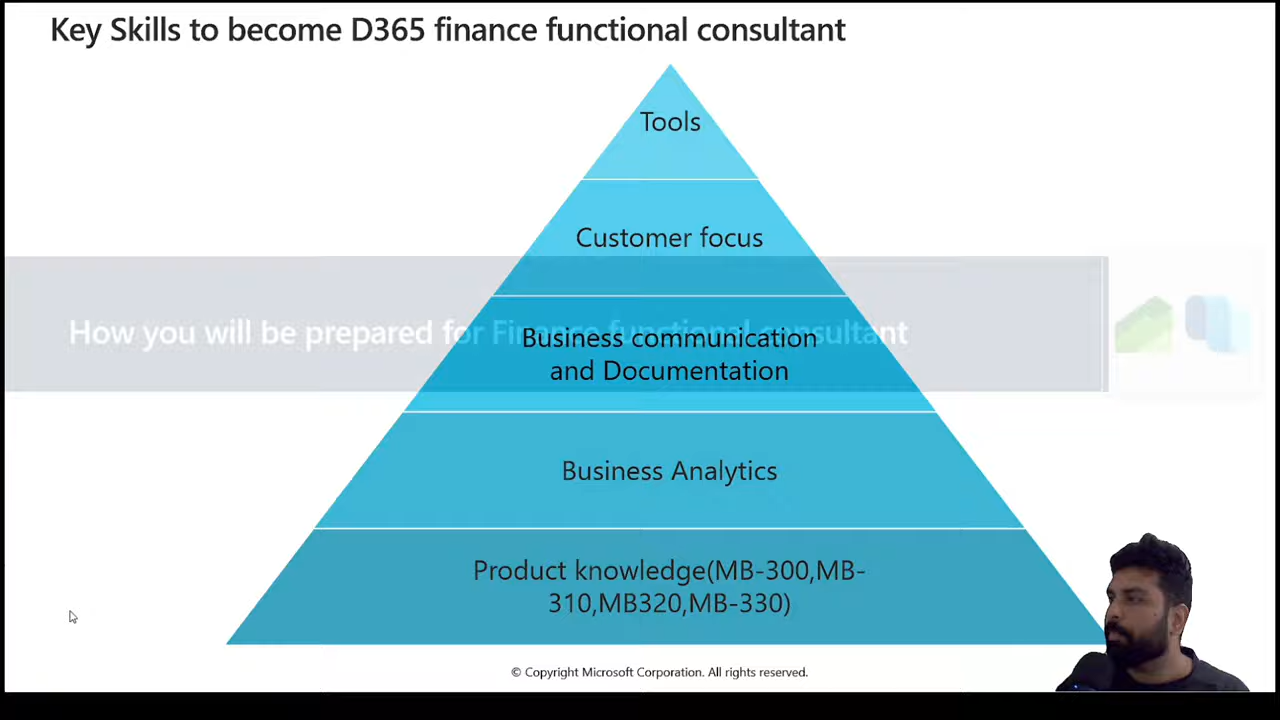 Key Skills to become D365 finance functional consultant
Tools
Customer focus
How you will be prepared for Finance functional consultant
Business communication
and Documentation
Business Analytics
Product knowledge(MB-300,MB-
310,MB320,MB-330)
© Copyright Microsoft Corporation. All rights reserved.